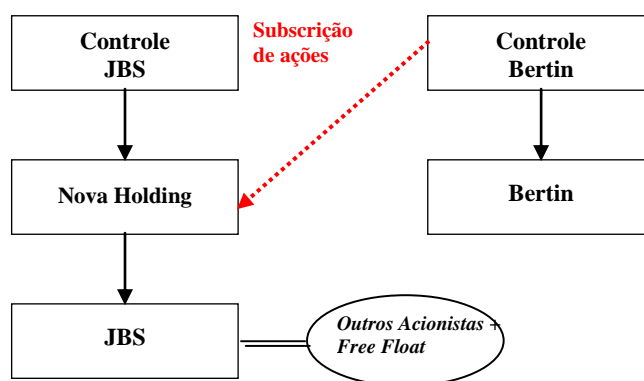 Controle
JBS
Subscrição
de ações
Controle
Bertin
Nova Holding
Bertin
JBS
Outros Acionistas +
Free Float